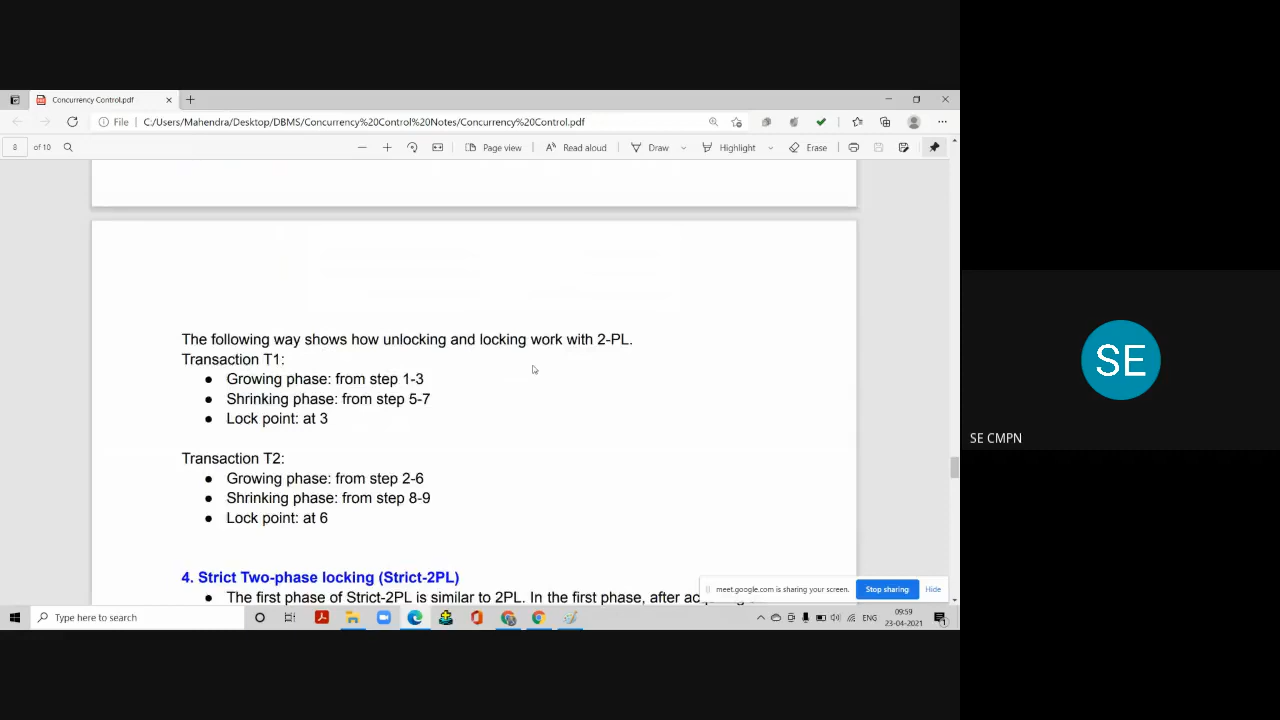 Concurrency Control.pdf
File C:/Users/Mahendra/Desktop/DBMS/Concurrency%20Control%20Notes/Concurrency%20Control.pdf
8 of 10 Page view Read aloud Draw Highlight Erase
The following way shows how unlocking and locking work with 2-PL.
Transaction T1:
● Growing phase: from step 1-3
● Shrinking phase: from step 5-7
● Lock point: at 3
Transaction T2:
● Growing phase: from step 2-6
● Shrinking phase: from step 8-9
● Lock point: at 6
4. Strict Two-phase locking (Strict-2PL)
● The first phase of Strict-2PL is similar to 2PL. In the first phase, after
meet.google.com is sharing your screen. Stop sharing Hide
Type here to search
ENG
09:59
23-04-2021
SE
SE CMPN